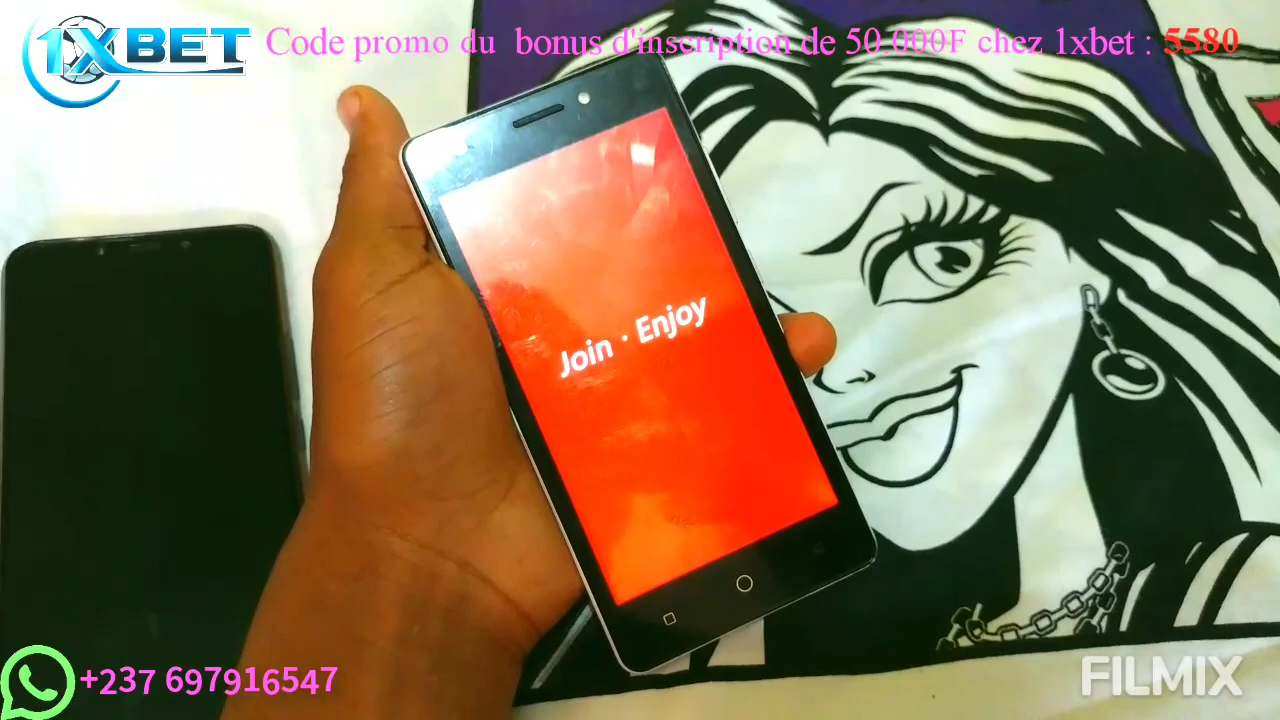 1XBET Code promo du bonus d'inscription de 50 000F chez 1xbet : 5580
Join · Enjoy
+237 697916547
FILMIX